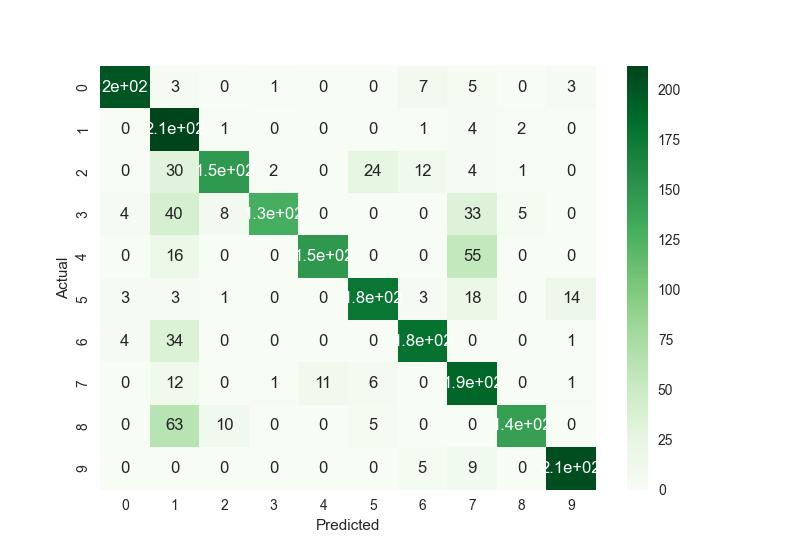 0 2e+02 3 0 1 0 0 7 5 0 3
1 0 2.1e+02 1 0 0 0 1 4 2 0
2 0 30 1.5e+02 2 0 24 12 4 1 0
3 4 40 8 1.3e+02 0 0 0 33 5 0
4 0 16 0 0 1.5e+02 0 0 55 0 0
5 3 3 1 0 0 1.8e+02 3 18 0 14
6 4 34 0 0 0 0 1.8e+02 0 0 1
7 0 12 0 1 11 6 0 1.9e+02 0 1
8 0 63 10 0 0 5 0 0 1.4e+02 0
9 0 0 0 0 0 0 5 9 0 2.1e+02
0 1 2 3 4 5 6 7 8 9
Predicted
Actual
200
175
150
125
100
75
50
25
0